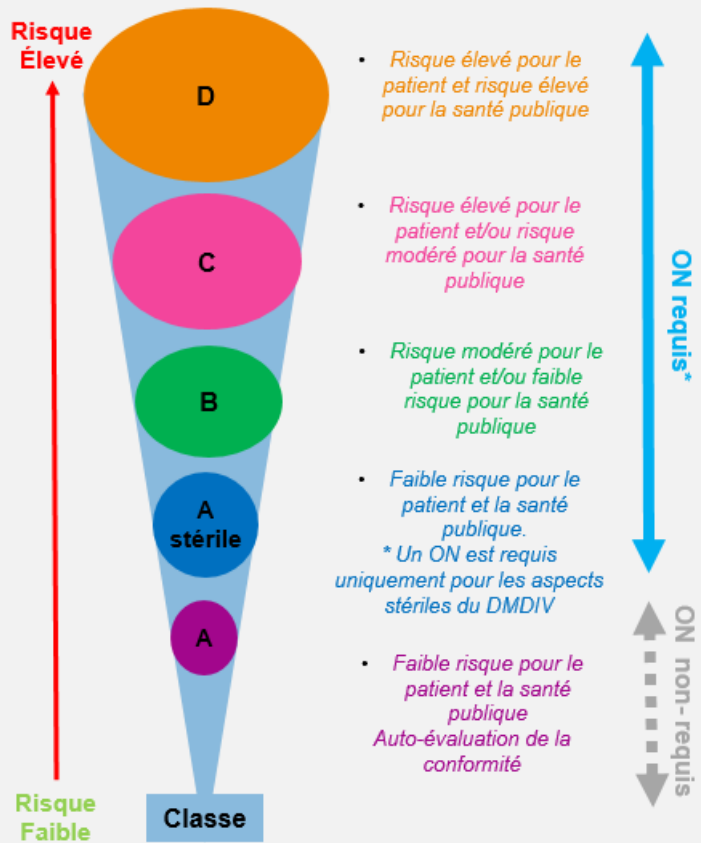 Risque
Élevé
D
• Risque élevé pour le
patient et risque élevé
pour la santé publique
C
• Risque élevé pour le
patient et/ou risque
modéré pour la santé
publique
B
• Risque modéré pour le
patient et/ou faible
risque pour la santé
publique
A
stérile
• Faible risque pour le
patient et la santé
publique.
* Un ON est requis
uniquement pour les aspects
stériles du DMDIV
A
• Faible risque pour le
patient et la santé
publique
Auto-évaluation de la
conformité
ON requis*
ON non-requis
Risque
Faible
Classe